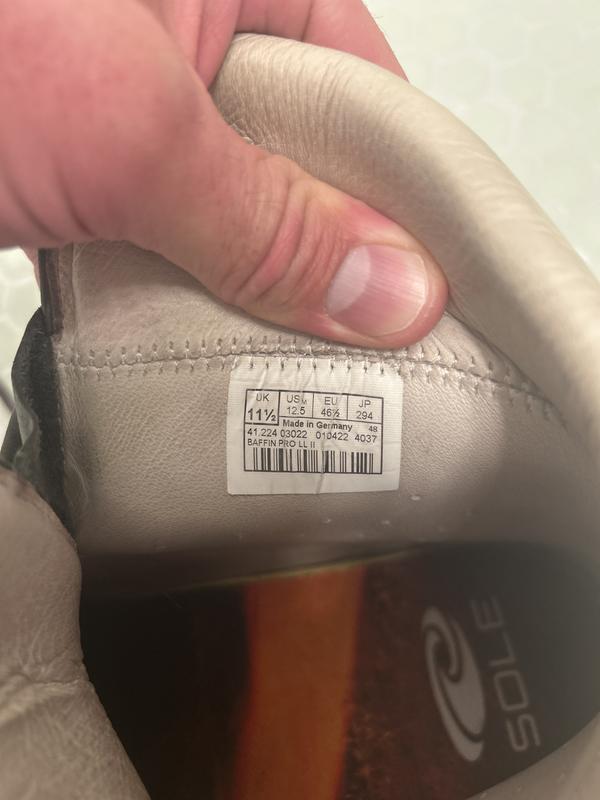 UK USM EU JP
11½ 12.5 46½ 294
Made in Germany 48
41.224 03022 010422 4037
BAFFIN PRO LL II
SOLE